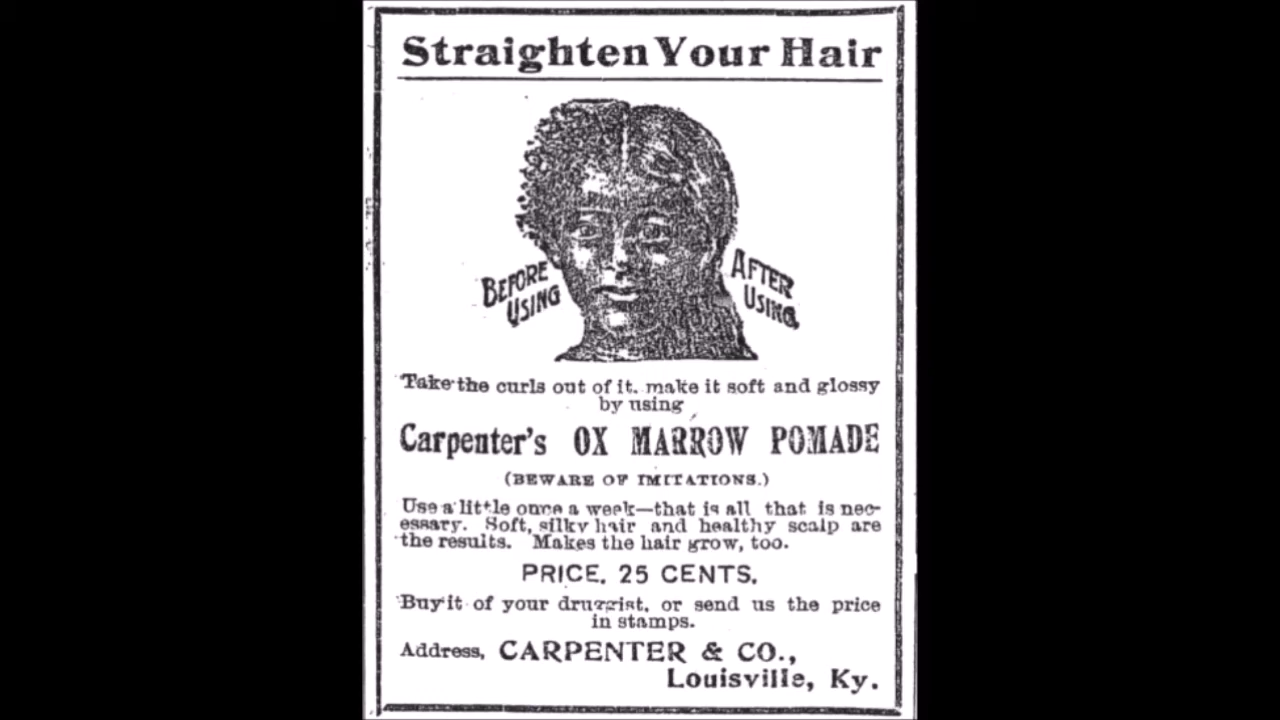 Straighten Your Hair
BEFORE USING
AFTER USING
Take the curls out of it, make it soft and glossy
by using
Carpenter's OX MARROW POMADE
(BEWARE OF IMITATIONS.)
Use a little once a week—that is all that is nec-
essary. Soft, silky hair and healthy scalp are
the results. Makes the hair grow, too.
PRICE, 25 CENTS.
Buy it of your druggist, or send us the price
in stamps.
Address, CARPENTER & CO.,
Louisville, Ky.